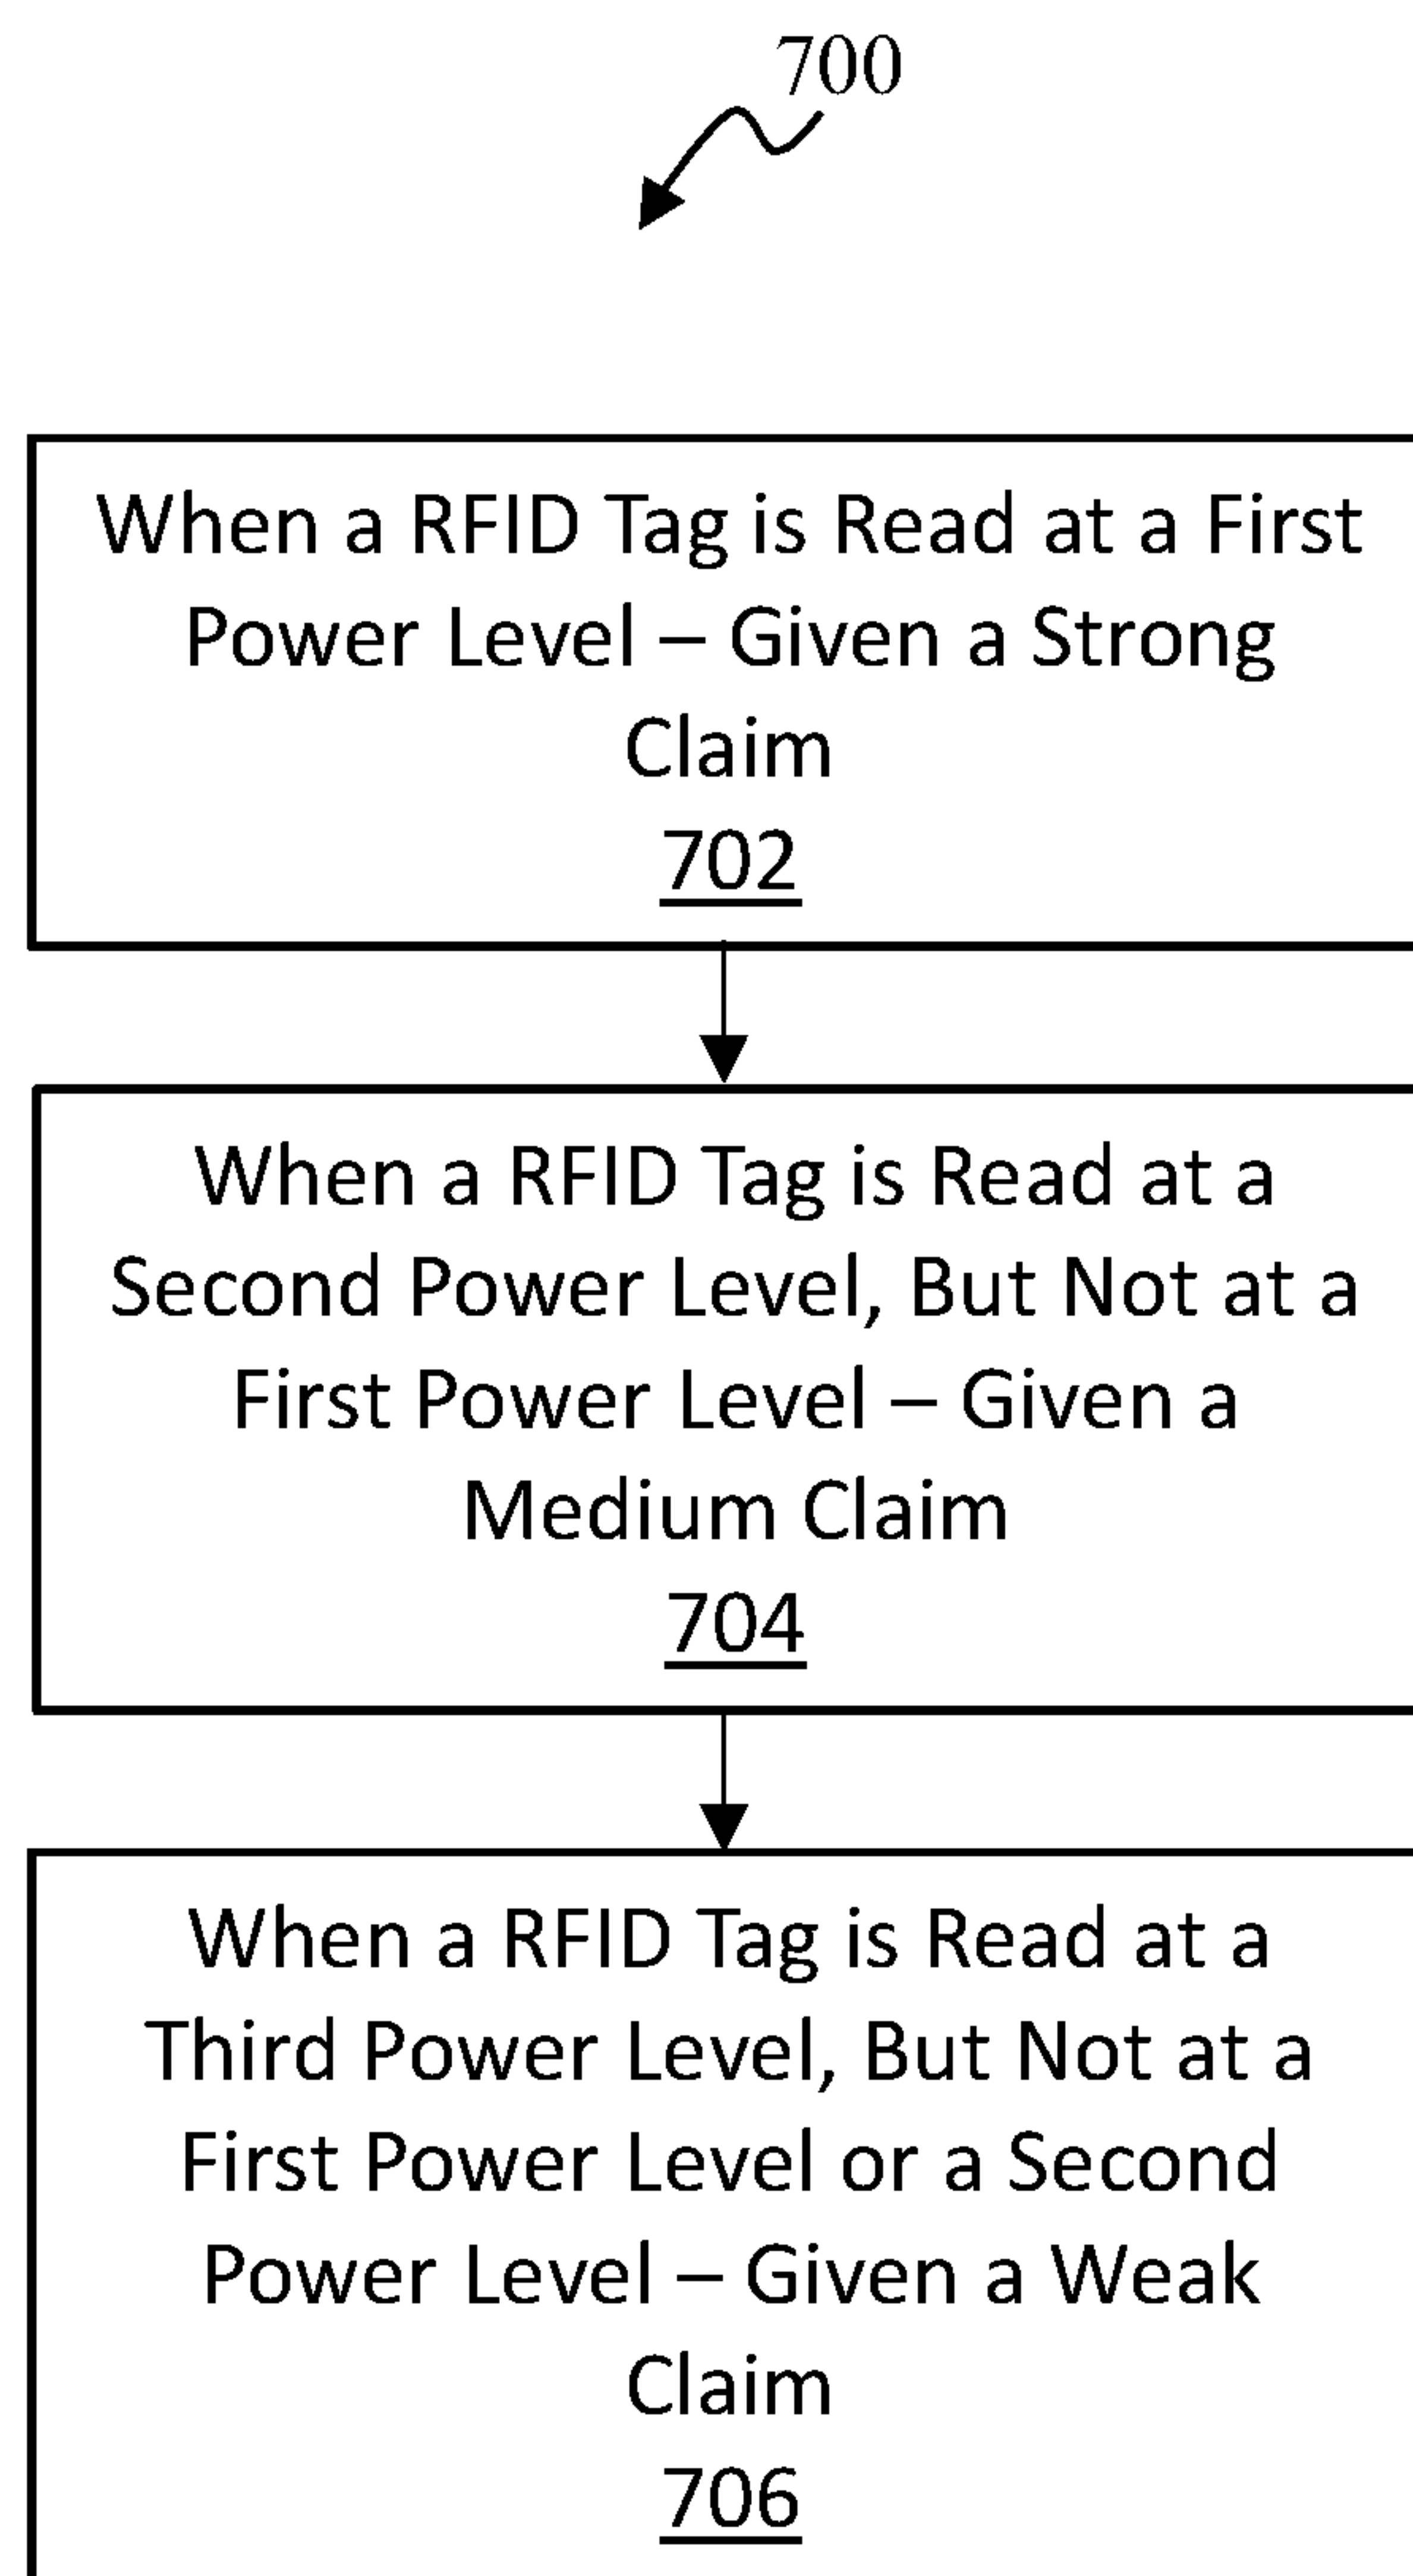 700
When a RFID Tag is Read at a First
Power Level – Given a Strong
Claim
702
When a RFID Tag is Read at a
Second Power Level, But Not at a
First Power Level – Given a
Medium Claim
704
When a RFID Tag is Read at a
Third Power Level, But Not at a
First Power Level or a Second
Power Level – Given a Weak
Claim
706